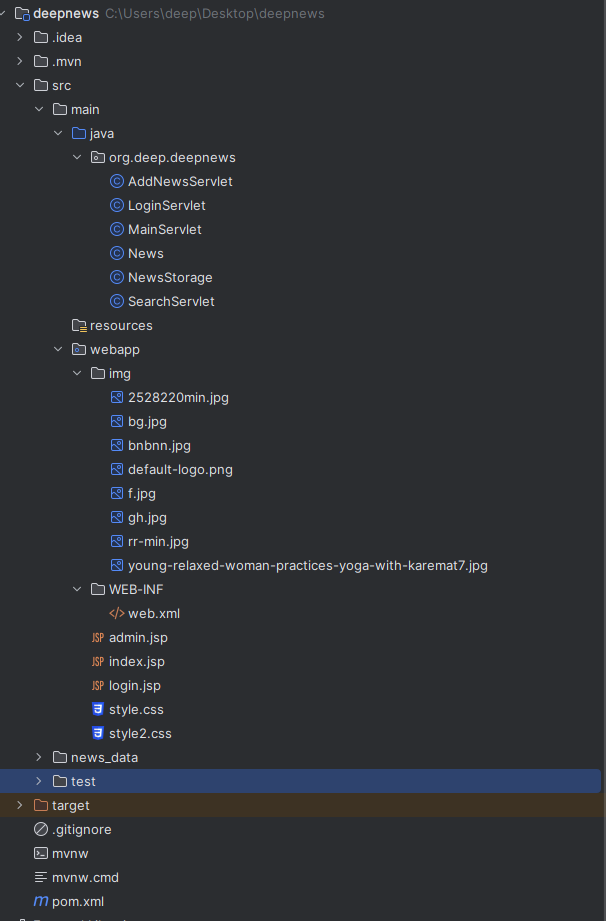 deepnews C:\Users\deep\Desktop\deepnews
.idea
.mvn
src
main
java
org.deep.deepnews
AddNewsServlet
LoginServlet
MainServlet
News
NewsStorage
SearchServlet
resources
webapp
img
2528220min.jpg
bg.jpg
bnbnn.jpg
default-logo.png
f.jpg
gh.jpg
rr-min.jpg
young-relaxed-woman-practices-yoga-with-karemat7.jpg
WEB-INF
web.xml
JSP admin.jsp
JSP index.jsp
JSP login.jsp
style.css
style2.css
news_data
test
target
.gitignore
mvnw
mvnw.cmd
m pom.xml